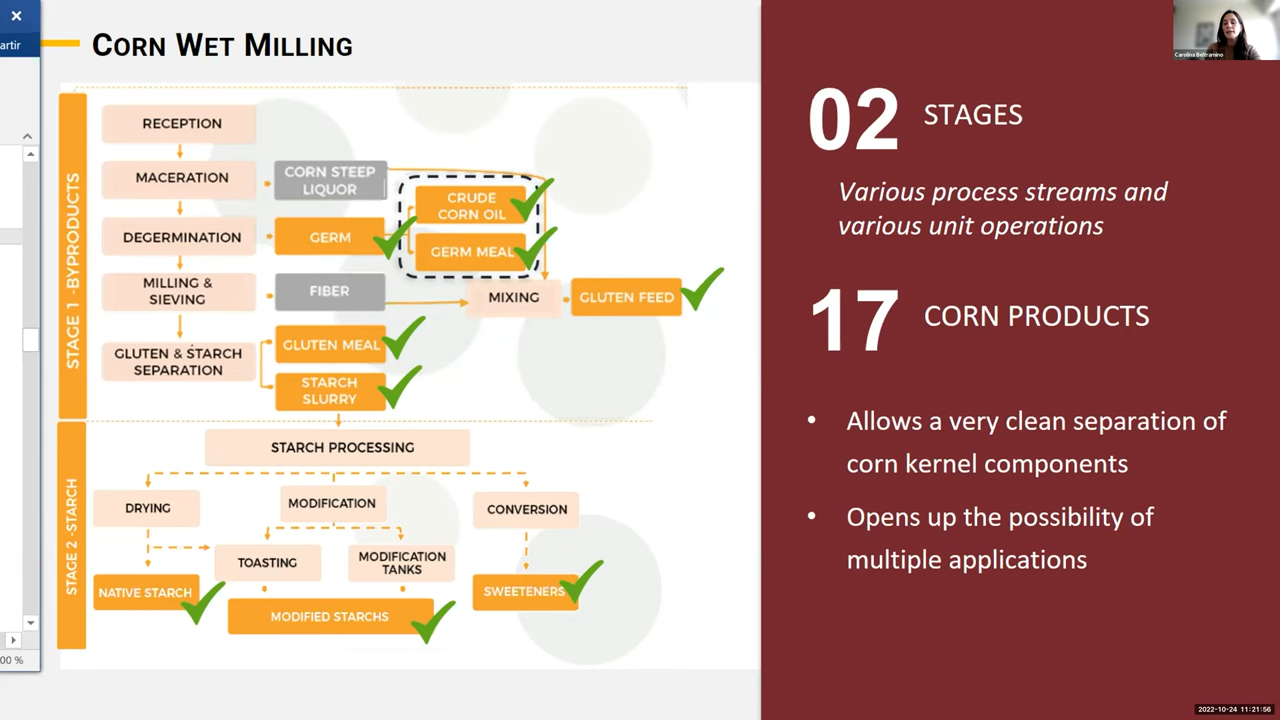 artir
00 %
CORN WET MILLING
STAGE 1 -BYPRODUCTS
RECEPTION
MACERATION
CORN STEEP
LIQUOR
CRUDE
CORN OIL
DEGERMINATION
GERM
GERM MEAL
MILLING &
SIEVING
FIBER
MIXING
GLUTEN FEED
GLUTEN & STARCH
SEPARATION
GLUTEN MEAL
STARCH
SLURRY
STAGE 2 -STARCH
STARCH PROCESSING
DRYING
MODIFICATION
CONVERSION
TOASTING
MODIFICATION
TANKS
NATIVE STARCH
MODIFIED STARCHS
SWEETENERS
Carolina Beltramino
02 STAGES
Various process streams and
various unit operations
17 CORN PRODUCTS
• Allows a very clean separation of
corn kernel components
• Opens up the possibility of
multiple applications
2022-10-24 11:21:56